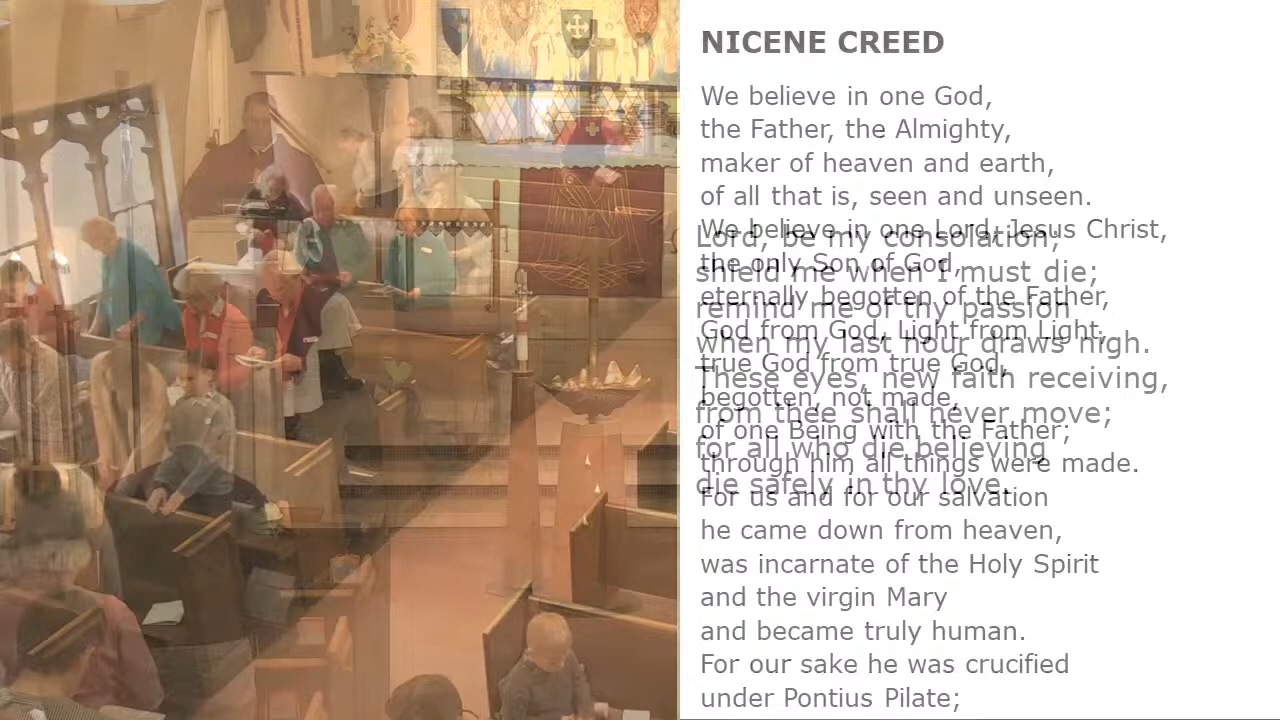 NICENE CREED
We believe in one God,
the Father, the Almighty,
maker of heaven and earth,
of all that is, seen and unseen.
We believe in one Lord, Jesus Christ,
the only Son of God,
eternally begotten of the Father,
God from God, Light from Light,
true God from true God,
begotten, not made,
of one Being with the Father;
through him all things were made.
For us and for our salvation
he came down from heaven,
was incarnate of the Holy Spirit
and the virgin Mary
and became truly human.
For our sake he was crucified
under Pontius Pilate;
Lord, be my consolation;
shield me when I must die;
remind me of thy passion
when my last hour draws nigh.
These eyes, new faith receiving,
from thee shall never move;
for all who die believing
die safely in thy love.